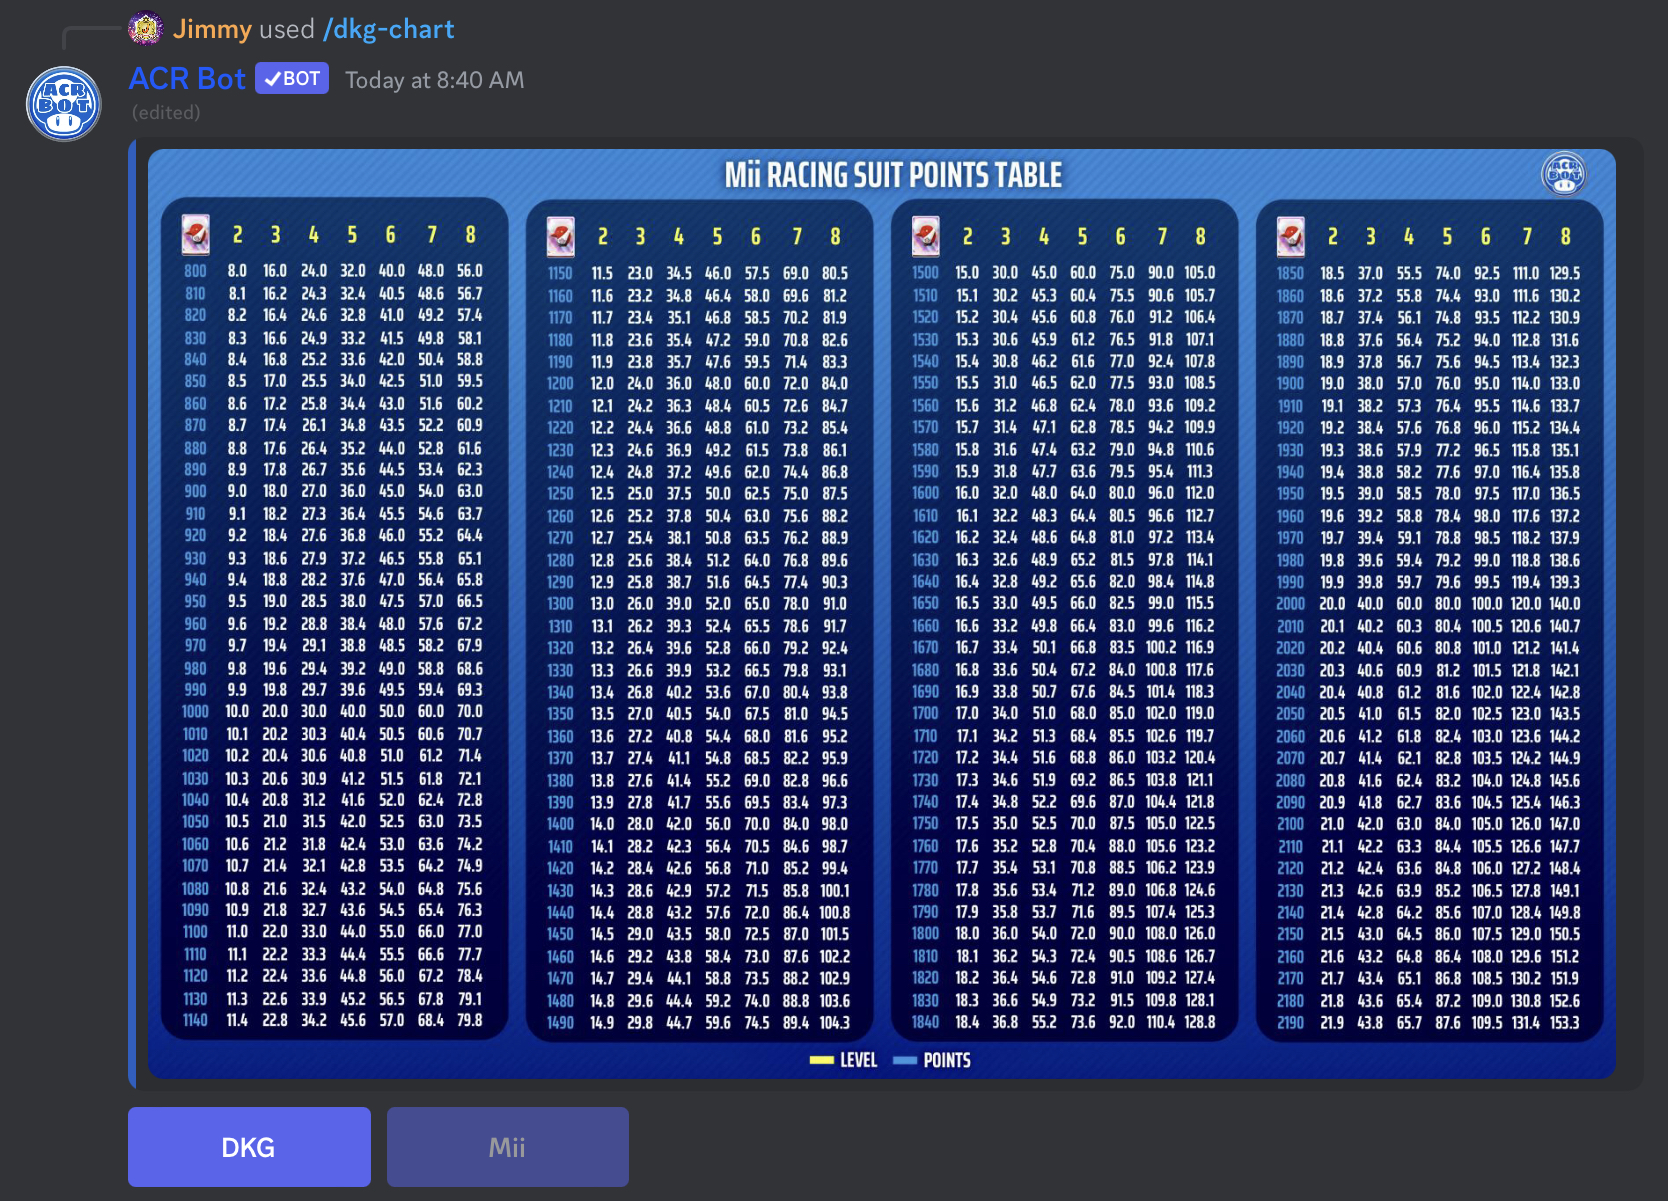 Jimmy used /dkg-chart
ACR Bot ✓BOT Today at 8:40 AM
(edited)
ACR
BOT
Mii RACING SUIT POINTS TABLE
ACR
BOT
2 3 4 5 6 7 8
800 8.0 16.0 24.0 32.0 40.0 48.0 56.0
810 8.1 16.2 24.3 32.4 40.5 48.6 56.7
820 8.2 16.4 24.6 32.8 41.0 49.2 57.4
830 8.3 16.6 24.9 33.2 41.5 49.8 58.1
840 8.4 16.8 25.2 33.6 42.0 50.4 58.8
850 8.5 17.0 25.5 34.0 42.5 51.0 59.5
860 8.6 17.2 25.8 34.4 43.0 51.6 60.2
870 8.7 17.4 26.1 34.8 43.5 52.2 60.9
880 8.8 17.6 26.4 35.2 44.0 52.8 61.6
890 8.9 17.8 26.7 35.6 44.5 53.4 62.3
900 9.0 18.0 27.0 36.0 45.0 54.0 63.0
910 9.1 18.2 27.3 36.4 45.5 54.6 63.7
920 9.2 18.4 27.6 36.8 46.0 55.2 64.4
930 9.3 18.6 27.9 37.2 46.5 55.8 65.1
940 9.4 18.8 28.2 37.6 47.0 56.4 65.8
950 9.5 19.0 28.5 38.0 47.5 57.0 66.5
960 9.6 19.2 28.8 38.4 48.0 57.6 67.2
970 9.7 19.4 29.1 38.8 48.5 58.2 67.9
980 9.8 19.6 29.4 39.2 49.0 58.8 68.6
990 9.9 19.8 29.7 39.6 49.5 59.4 69.3
1000 10.0 20.0 30.0 40.0 50.0 60.0 70.0
1010 10.1 20.2 30.3 40.4 50.5 60.6 70.7
1020 10.2 20.4 30.6 40.8 51.0 61.2 71.4
1030 10.3 20.6 30.9 41.2 51.5 61.8 72.1
1040 10.4 20.8 31.2 41.6 52.0 62.4 72.8
1050 10.5 21.0 31.5 42.0 52.5 63.0 73.5
1060 10.6 21.2 31.8 42.4 53.0 63.6 74.2
1070 10.7 21.4 32.1 42.8 53.5 64.2 74.9
1080 10.8 21.6 32.4 43.2 54.0 64.8 75.6
1090 10.9 21.8 32.7 43.6 54.5 65.4 76.3
1100 11.0 22.0 33.0 44.0 55.0 66.0 77.0
1110 11.1 22.2 33.3 44.4 55.5 66.6 77.7
1120 11.2 22.4 33.6 44.8 56.0 67.2 78.4
1130 11.3 22.6 33.9 45.2 56.5 67.8 79.1
1140 11.4 22.8 34.2 45.6 57.0 68.4 79.8
2 3 4 5 6 7 8
1150 11.5 23.0 34.5 46.0 57.5 69.0 80.5
1160 11.6 23.2 34.8 46.4 58.0 69.6 81.2
1170 11.7 23.4 35.1 46.8 58.5 70.2 81.9
1180 11.8 23.6 35.4 47.2 59.0 70.8 82.6
1190 11.9 23.8 35.7 47.6 59.5 71.4 83.3
1200 12.0 24.0 36.0 48.0 60.0 72.0 84.0
1210 12.1 24.2 36.3 48.4 60.5 72.6 84.7
1220 12.2 24.4 36.6 48.8 61.0 73.2 85.4
1230 12.3 24.6 36.9 49.2 61.5 73.8 86.1
1240 12.4 24.8 37.2 49.6 62.0 74.4 86.8
1250 12.5 25.0 37.5 50.0 62.5 75.0 87.5
1260 12.6 25.2 37.8 50.4 63.0 75.6 88.2
1270 12.7 25.4 38.1 50.8 63.5 76.2 88.9
1280 12.8 25.6 38.4 51.2 64.0 76.8 89.6
1290 12.9 25.8 38.7 51.6 64.5 77.4 90.3
1300 13.0 26.0 39.0 52.0 65.0 78.0 91.0
1310 13.1 26.2 39.3 52.4 65.5 78.6 91.7
1320 13.2 26.4 39.6 52.8 66.0 79.2 92.4
1330 13.3 26.6 39.9 53.2 66.5 79.8 93.1
1340 13.4 26.8 40.2 53.6 67.0 80.4 93.8
1350 13.5 27.0 40.5 54.0 67.5 81.0 94.5
1360 13.6 27.2 40.8 54.4 68.0 81.6 95.2
1370 13.7 27.4 41.1 54.8 68.5 82.2 95.9
1380 13.8 27.6 41.4 55.2 69.0 82.8 96.6
1390 13.9 27.8 41.7 55.6 69.5 83.4 97.3
1400 14.0 28.0 42.0 56.0 70.0 84.0 98.0
1410 14.1 28.2 42.3 56.4 70.5 84.6 98.7
1420 14.2 28.4 42.6 56.8 71.0 85.2 99.4
1430 14.3 28.6 42.9 57.2 71.5 85.8 100.1
1440 14.4 28.8 43.2 57.6 72.0 86.4 100.8
1450 14.5 29.0 43.5 58.0 72.5 87.0 101.5
1460 14.6 29.2 43.8 58.4 73.0 87.6 102.2
1470 14.7 29.4 44.1 58.8 73.5 88.2 102.9
1480 14.8 29.6 44.4 59.2 74.0 88.8 103.6
1490 14.9 29.8 44.7 59.6 74.5 89.4 104.3
2 3 4 5 6 7 8
1500 15.0 30.0 45.0 60.0 75.0 90.0 105.0
1510 15.1 30.2 45.3 60.4 75.5 90.6 105.7
1520 15.2 30.4 45.6 60.8 76.0 91.2 106.4
1530 15.3 30.6 45.9 61.2 76.5 91.8 107.1
1540 15.4 30.8 46.2 61.6 77.0 92.4 107.8
1550 15.5 31.0 46.5 62.0 77.5 93.0 108.5
1560 15.6 31.2 46.8 62.4 78.0 93.6 109.2
1570 15.7 31.4 47.1 62.8 78.5 94.2 109.9
1580 15.8 31.6 47.4 63.2 79.0 94.8 110.6
1590 15.9 31.8 47.7 63.6 79.5 95.4 111.3
1600 16.0 32.0 48.0 64.0 80.0 96.0 112.0
1610 16.1 32.2 48.3 64.4 80.5 96.6 112.7
1620 16.2 32.4 48.6 64.8 81.0 97.2 113.4
1630 16.3 32.6 48.9 65.2 81.5 97.8 114.1
1640 16.4 32.8 49.2 65.6 82.0 98.4 114.8
1650 16.5 33.0 49.5 66.0 82.5 99.0 115.5
1660 16.6 33.2 49.8 66.4 83.0 99.6 116.2
1670 16.7 33.4 50.1 66.8 83.5 100.2 116.9
1680 16.8 33.6 50.4 67.2 84.0 100.8 117.6
1690 16.9 33.8 50.7 67.6 84.5 101.4 118.3
1700 17.0 34.0 51.0 68.0 85.0 102.0 119.0
1710 17.1 34.2 51.3 68.4 85.5 102.6 119.7
1720 17.2 34.4 51.6 68.8 86.0 103.2 120.4
1730 17.3 34.6 51.9 69.2 86.5 103.8 121.1
1740 17.4 34.8 52.2 69.6 87.0 104.4 121.8
1750 17.5 35.0 52.5 70.0 87.5 105.0 122.5
1760 17.6 35.2 52.8 70.4 88.0 105.6 123.2
1770 17.7 35.4 53.1 70.8 88.5 106.2 123.9
1780 17.8 35.6 53.4 71.2 89.0 106.8 124.6
1790 17.9 35.8 53.7 71.6 89.5 107.4 125.3
1800 18.0 36.0 54.0 72.0 90.0 108.0 126.0
1810 18.1 36.2 54.3 72.4 90.5 108.6 126.7
1820 18.2 36.4 54.6 72.8 91.0 109.2 127.4
1830 18.3 36.6 54.9 73.2 91.5 109.8 128.1
1840 18.4 36.8 55.2 73.6 92.0 110.4 128.8
2 3 4 5 6 7 8
1850 18.5 37.0 55.5 74.0 92.5 111.0 129.5
1860 18.6 37.2 55.8 74.4 93.0 111.6 130.2
1870 18.7 37.4 56.1 74.8 93.5 112.2 130.9
1880 18.8 37.6 56.4 75.2 94.0 112.8 131.6
1890 18.9 37.8 56.7 75.6 94.5 113.4 132.3
1900 19.0 38.0 57.0 76.0 95.0 114.0 133.0
1910 19.1 38.2 57.3 76.4 95.5 114.6 133.7
1920 19.2 38.4 57.6 76.8 96.0 115.2 134.4
1930 19.3 38.6 57.9 77.2 96.5 115.8 135.1
1940 19.4 38.8 58.2 77.6 97.0 116.4 135.8
1950 19.5 39.0 58.5 78.0 97.5 117.0 136.5
1960 19.6 39.2 58.8 78.4 98.0 117.6 137.2
1970 19.7 39.4 59.1 78.8 98.5 118.2 137.9
1980 19.8 39.6 59.4 79.2 99.0 118.8 138.6
1990 19.9 39.8 59.7 79.6 99.5 119.4 139.3
2000 20.0 40.0 60.0 80.0 100.0 120.0 140.0
2010 20.1 40.2 60.3 80.4 100.5 120.6 140.7
2020 20.2 40.4 60.6 80.8 101.0 121.2 141.4
2030 20.3 40.6 60.9 81.2 101.5 121.8 142.1
2040 20.4 40.8 61.2 81.6 102.0 122.4 142.8
2050 20.5 41.0 61.5 82.0 102.5 123.0 143.5
2060 20.6 41.2 61.8 82.4 103.0 123.6 144.2
2070 20.7 41.4 62.1 82.8 103.5 124.2 144.9
2080 20.8 41.6 62.4 83.2 104.0 124.8 145.6
2090 20.9 41.8 62.7 83.6 104.5 125.4 146.3
2100 21.0 42.0 63.0 84.0 105.0 126.0 147.0
2110 21.1 42.2 63.3 84.4 105.5 126.6 147.7
2120 21.2 42.4 63.6 84.8 106.0 127.2 148.4
2130 21.3 42.6 63.9 85.2 106.5 127.8 149.1
2140 21.4 42.8 64.2 85.6 107.0 128.4 149.8
2150 21.5 43.0 64.5 86.0 107.5 129.0 150.5
2160 21.6 43.2 64.8 86.4 108.0 129.6 151.2
2170 21.7 43.4 65.1 86.8 108.5 130.2 151.9
2180 21.8 43.6 65.4 87.2 109.0 130.8 152.6
2190 21.9 43.8 65.7 87.6 109.5 131.4 153.3
LEVEL POINTS
DKG Mii